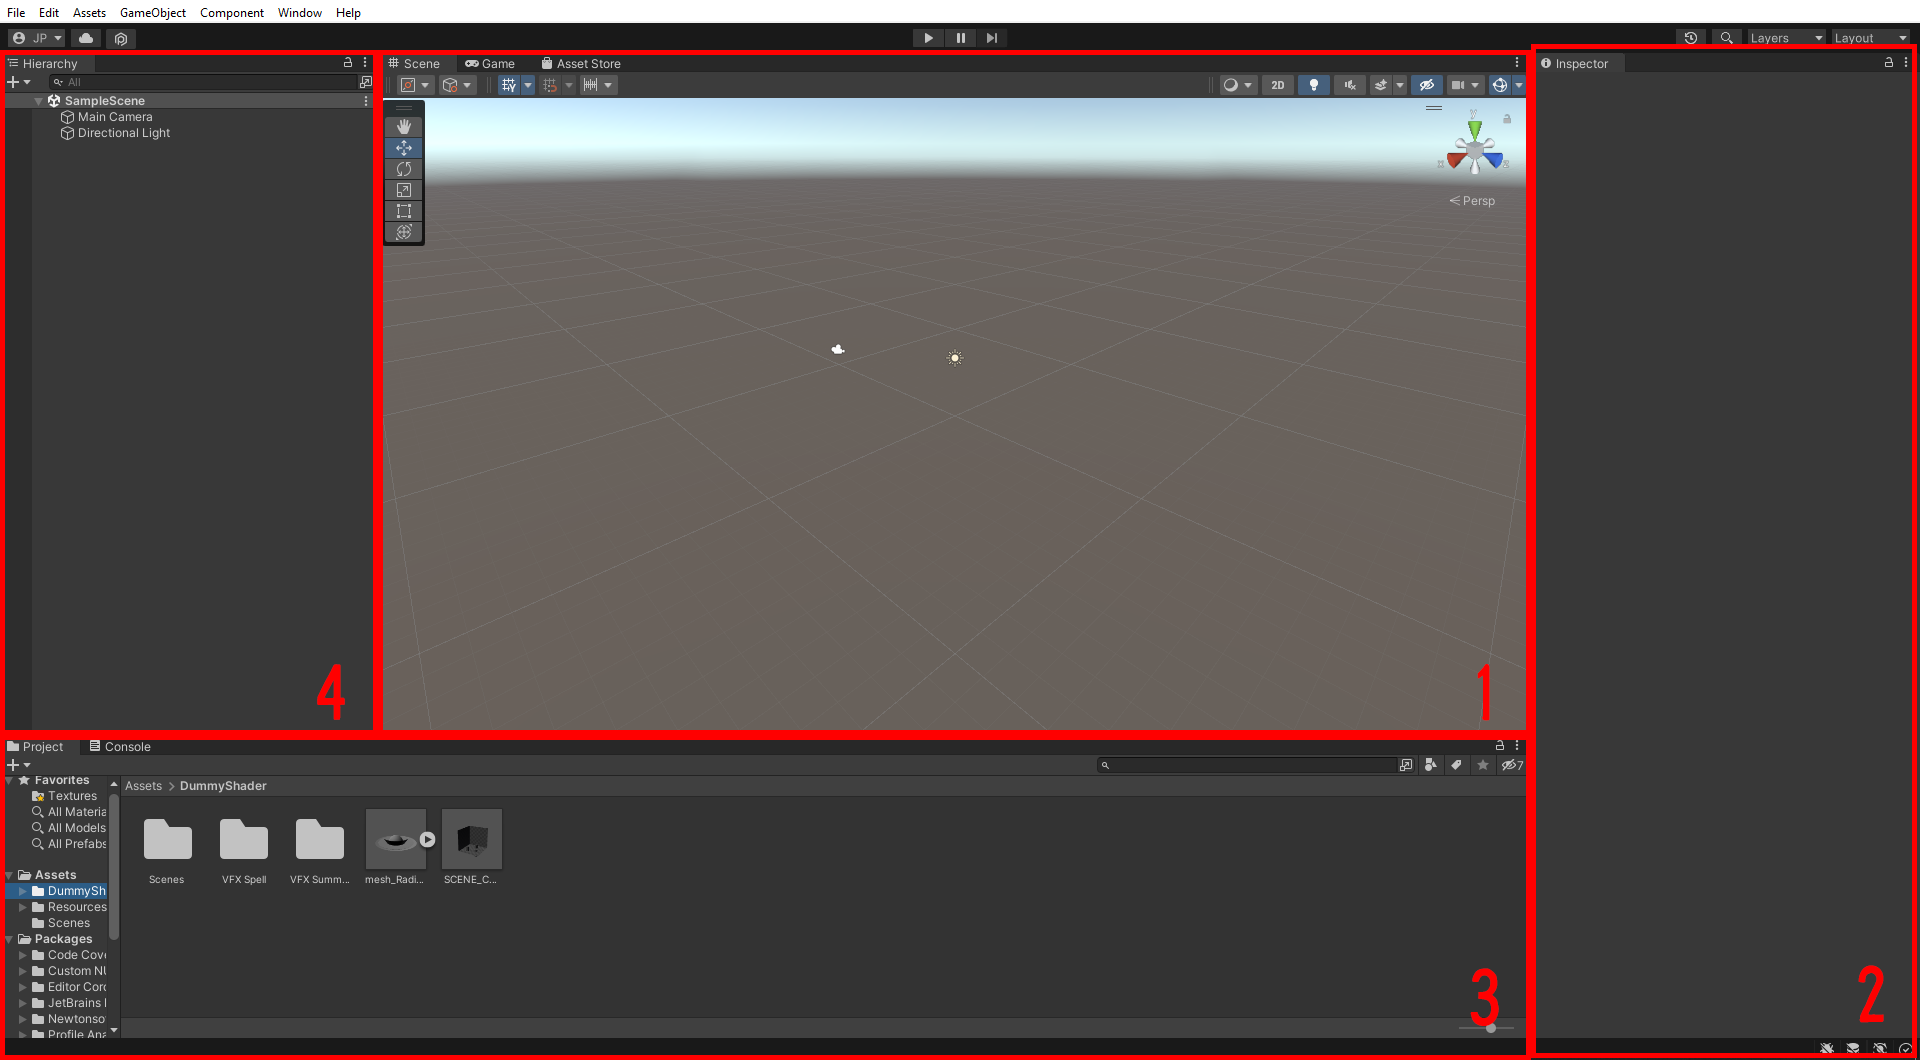 File Edit Assets GameObject Component Window Help
JP Layers Layout
Hierarchy
All
SampleScene
Main Camera
Directional Light
4
Scene Game Asset Store
2D
y
x z
Persp
1
Inspector
2
Project Console
7
Favorites
Textures
All Materia
All Models
All Prefabs
Assets
DummySh
Resources
Scenes
Packages
Code Cove
Custom NU
Editor Coro
JetBrains
Newtonso
Profile Ana
Assets > DummyShader
Scenes VFX Spell VFX Summ... mesh_Radi... SCENE_C...
3